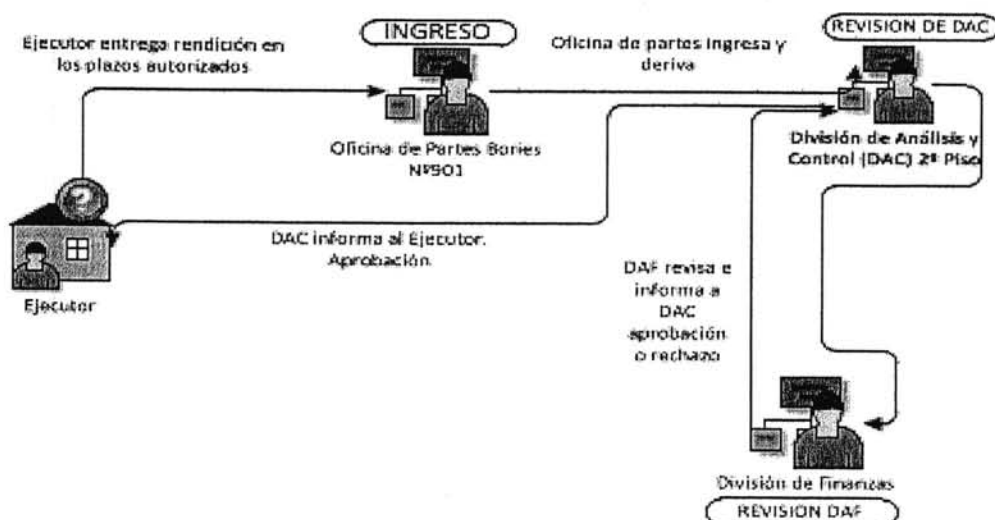 INGRESO
REVISION DE DAC
Ejecutor entrega rendición en
los plazos autorizados
Oficina de partes ingresa y
deriva
Oficina de Partes Bories
Nº901
División de Análisis y
Control (DAC) 2º Piso
DAC informa al Ejecutor.
Aprobación
Ejecutor
DAF revisa e
informa a
DAC
aprobación
o rechazo
División de Finanzas
REVISION DAF